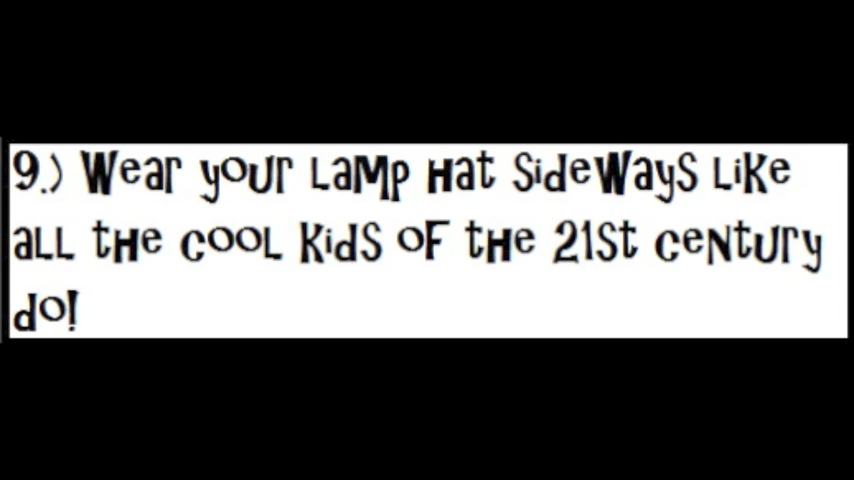 9.) Wear your Lamp Hat Sideways Like
all the cool Kids of the 21st century
do!